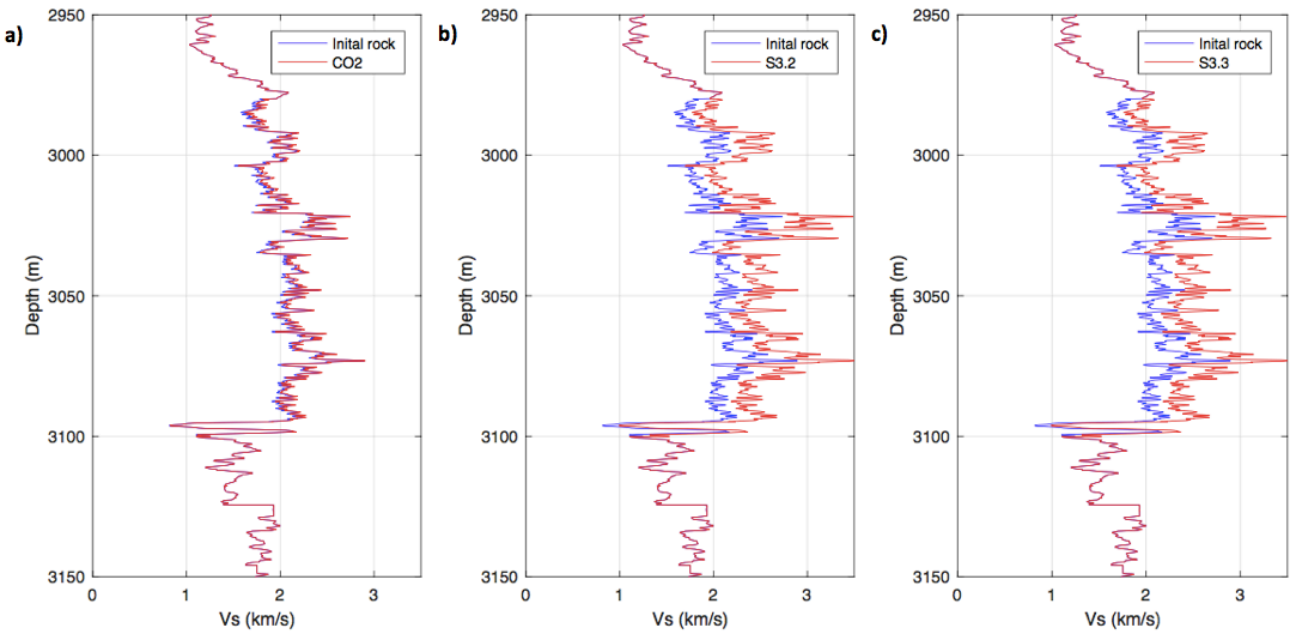 a)
2950
3000
3050
3100
3150
Depth (m)
0
1
2
3
Vs (km/s)
Inital rock
CO2
b)
2950
3000
3050
3100
3150
Depth (m)
0
1
2
3
Vs (km/s)
Inital rock
S3.2
c)
2950
3000
3050
3100
3150
Depth (m)
0
1
2
3
Vs (km/s)
Inital rock
S3.3